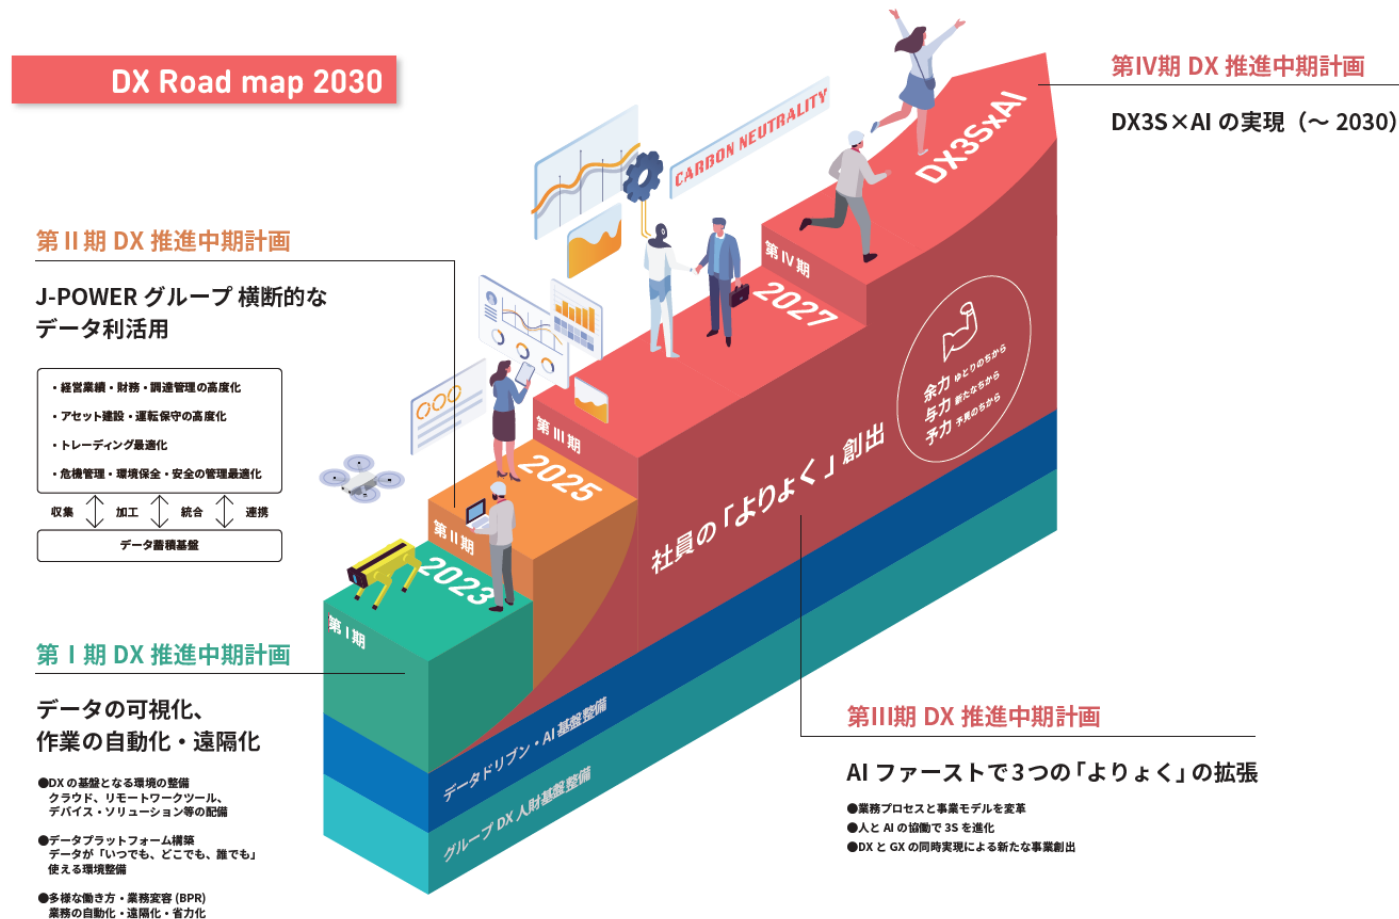 DX Road map 2030
第Ⅱ期 DX 推進中期計画
J-POWER グループ 横断的な
データ利活用
・経営業績・財務・調達管理の高度化
・アセット建設・運転保守の高度化
・トレーディング最適化
・危機管理・環境保全・安全の管理最適化
収集 加工 統合 連携
データ蓄積基盤
第Ⅰ期 DX 推進中期計画
データの可視化、
作業の自動化・遠隔化
●DX の基盤となる環境の整備
クラウド、リモートワークツール、
デバイス・ソリューション等の配備
●データプラットフォーム構築
データが「いつでも、どこでも、誰でも」
使える環境整備
●多様な働き方・業務変容 (BPR)
業務の自動化・遠隔化・省力化
CARBON NEUTRALITY
第Ⅰ期
2023
第Ⅱ期
2025
第Ⅲ期
2027
第Ⅳ期
DX3S×AI
社員の「よりよく」創出
余力 ゆとりのちから
与力 新たなちから
予力 予見のちから
データドリブン・AI 基盤整備
グループ DX 人財基盤整備
第Ⅳ期 DX 推進中期計画
DX3S×AI の実現（～ 2030）
第Ⅲ期 DX 推進中期計画
AI ファーストで 3 つの「よりょく」の拡張
●業務プロセスと事業モデルを変革
●人と AI の協働で 3S を進化
●DX と GX の同時実現による新たな事業創出